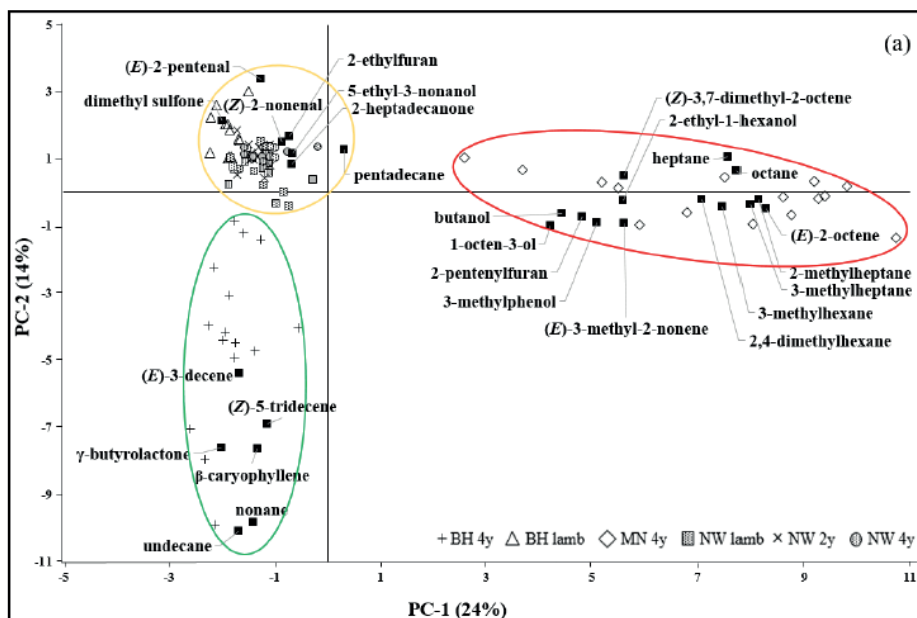 (a)
5
3
1
-1
-3
-5
-7
-9
-11
PC-2 (14%)
(E)-2-pentenal
2-ethylfuran
5-ethyl-3-nonanol
dimethyl sulfone
(Z)-2-nonenal
2-heptadecanone
pentadecane
(Z)-3,7-dimethyl-2-octene
2-ethyl-1-hexanol
heptane
octane
butanol
1-octen-3-ol
2-pentenylfuran
3-methylphenol
(E)-3-methyl-2-nonene
(E)-2-octene
2-methylheptane
3-methylheptane
3-methylhexane
2,4-dimethylhexane
(E)-3-decene
(Z)-5-tridecene
γ-butyrolactone
β-caryophyllene
nonane
undecane
+ BH 4y △ BH lamb ◇ MN 4y ▦ NW lamb × NW 2y ◍ NW 4y
-5 -3 -1 1 3 5 7 9 11
PC-1 (24%)